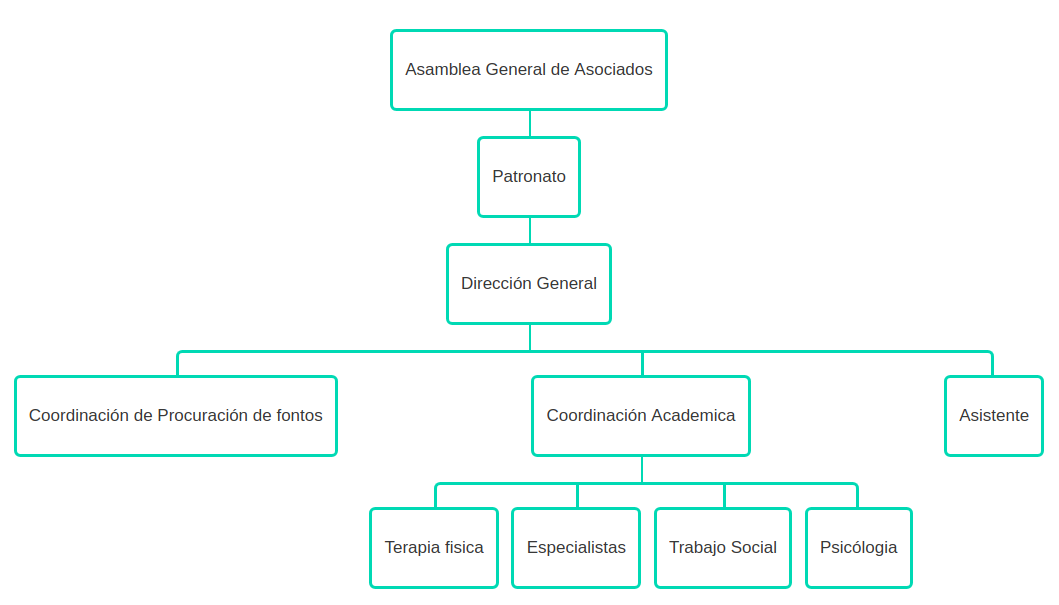 Asamblea General de Asociados
Patronato
Dirección General
Coordinación de Procuración de fontos
Coordinación Academica
Asistente
Terapia fisica
Especialistas
Trabajo Social
Psicólogia